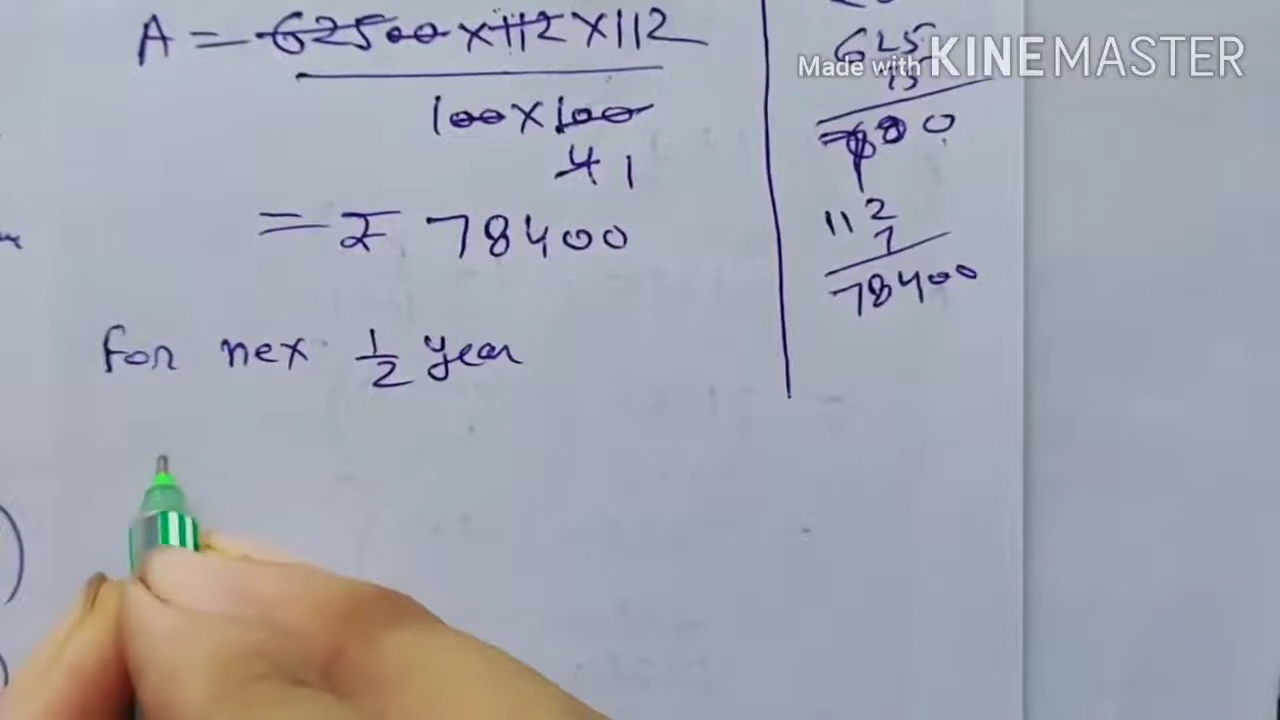 A = 62500 × 112 × 112
100 × 100
4 1
= ₹ 78400
For nex 1/2 year
625
15
Made with KINEMASTER
112
7
78400